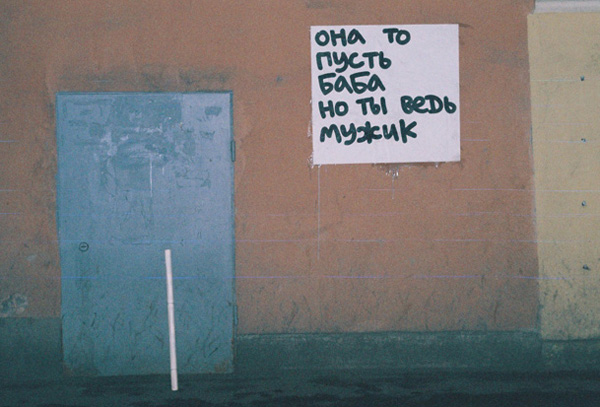 она то
пусть
баба
но ты ведь
мужик